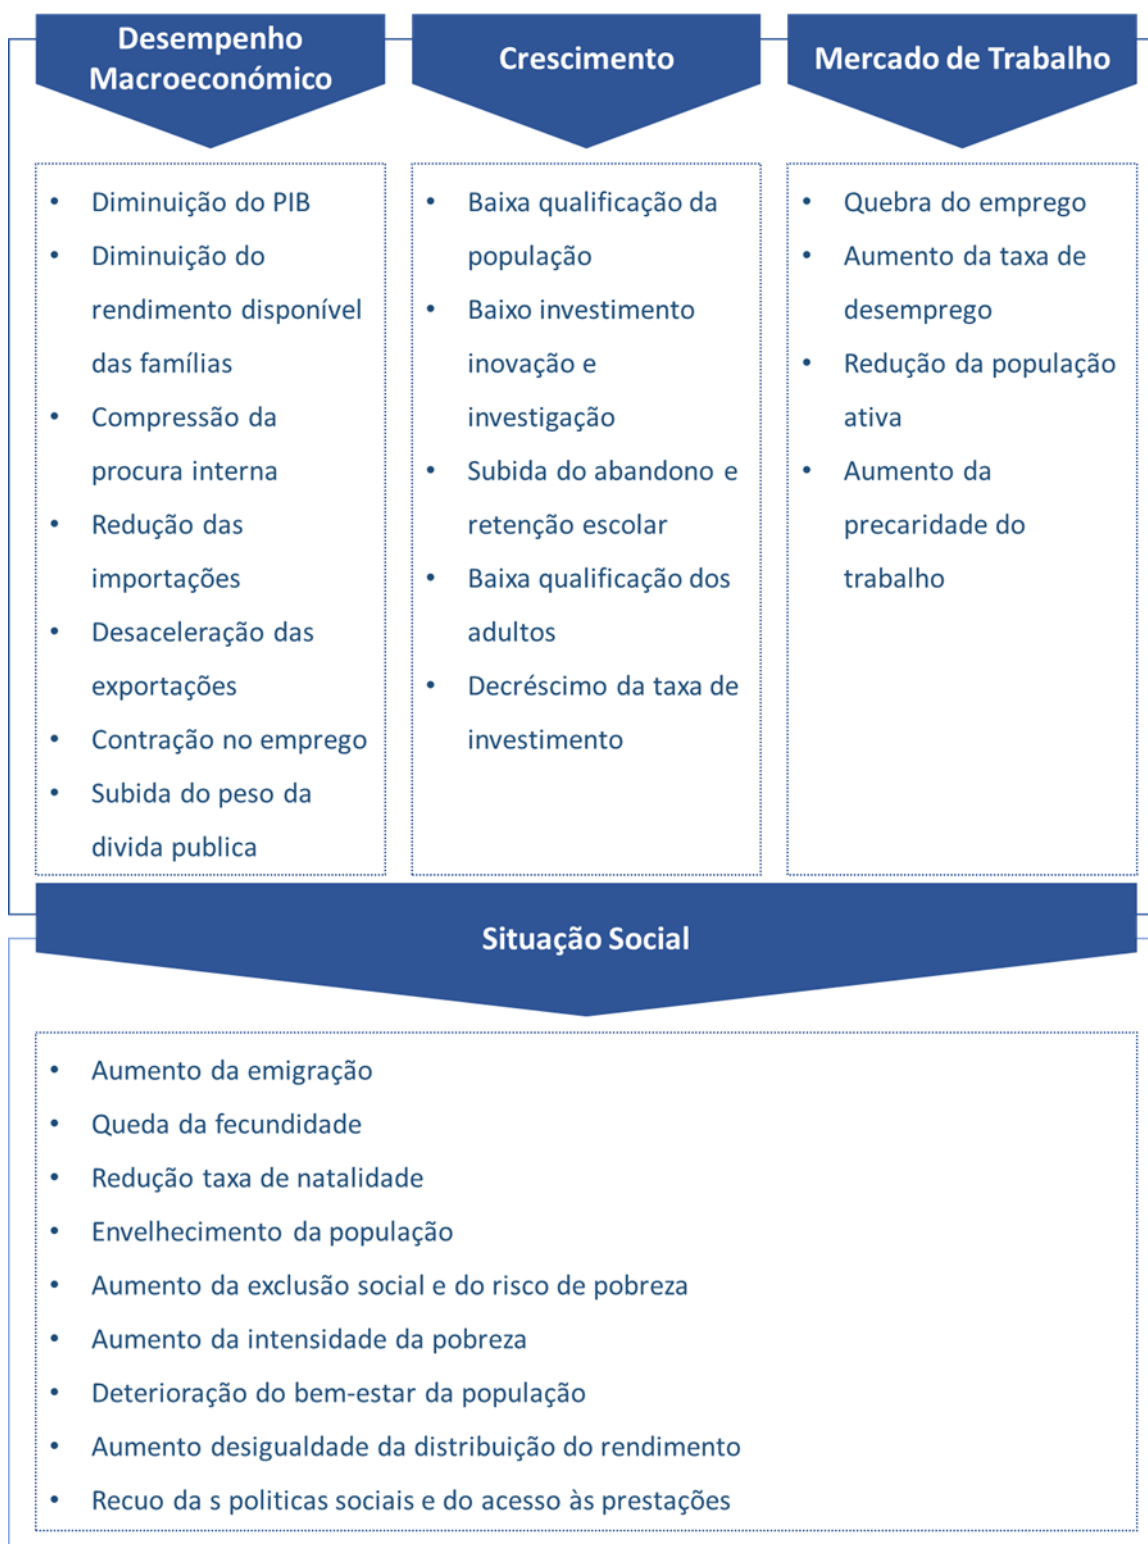 Desempenho
Macroeconómico
• Diminuição do PIB
• Diminuição do
rendimento disponível
das famílias
• Compressão da
procura interna
• Redução das
importações
• Desaceleração das
exportações
• Contração no emprego
• Subida do peso da
divida publica
Crescimento
• Baixa qualificação da
população
• Baixo investimento
inovação e
investigação
• Subida do abandono e
retenção escolar
• Baixa qualificação dos
adultos
• Decréscimo da taxa de
investimento
Mercado de Trabalho
• Quebra do emprego
• Aumento da taxa de
desemprego
• Redução da população
ativa
• Aumento da
precaridade do
trabalho
Situação Social
• Aumento da emigração
• Queda da fecundidade
• Redução taxa de natalidade
• Envelhecimento da população
• Aumento da exclusão social e do risco de pobreza
• Aumento da intensidade da pobreza
• Deterioração do bem-estar da população
• Aumento desigualdade da distribuição do rendimento
• Recuo da s politicas sociais e do acesso às prestações